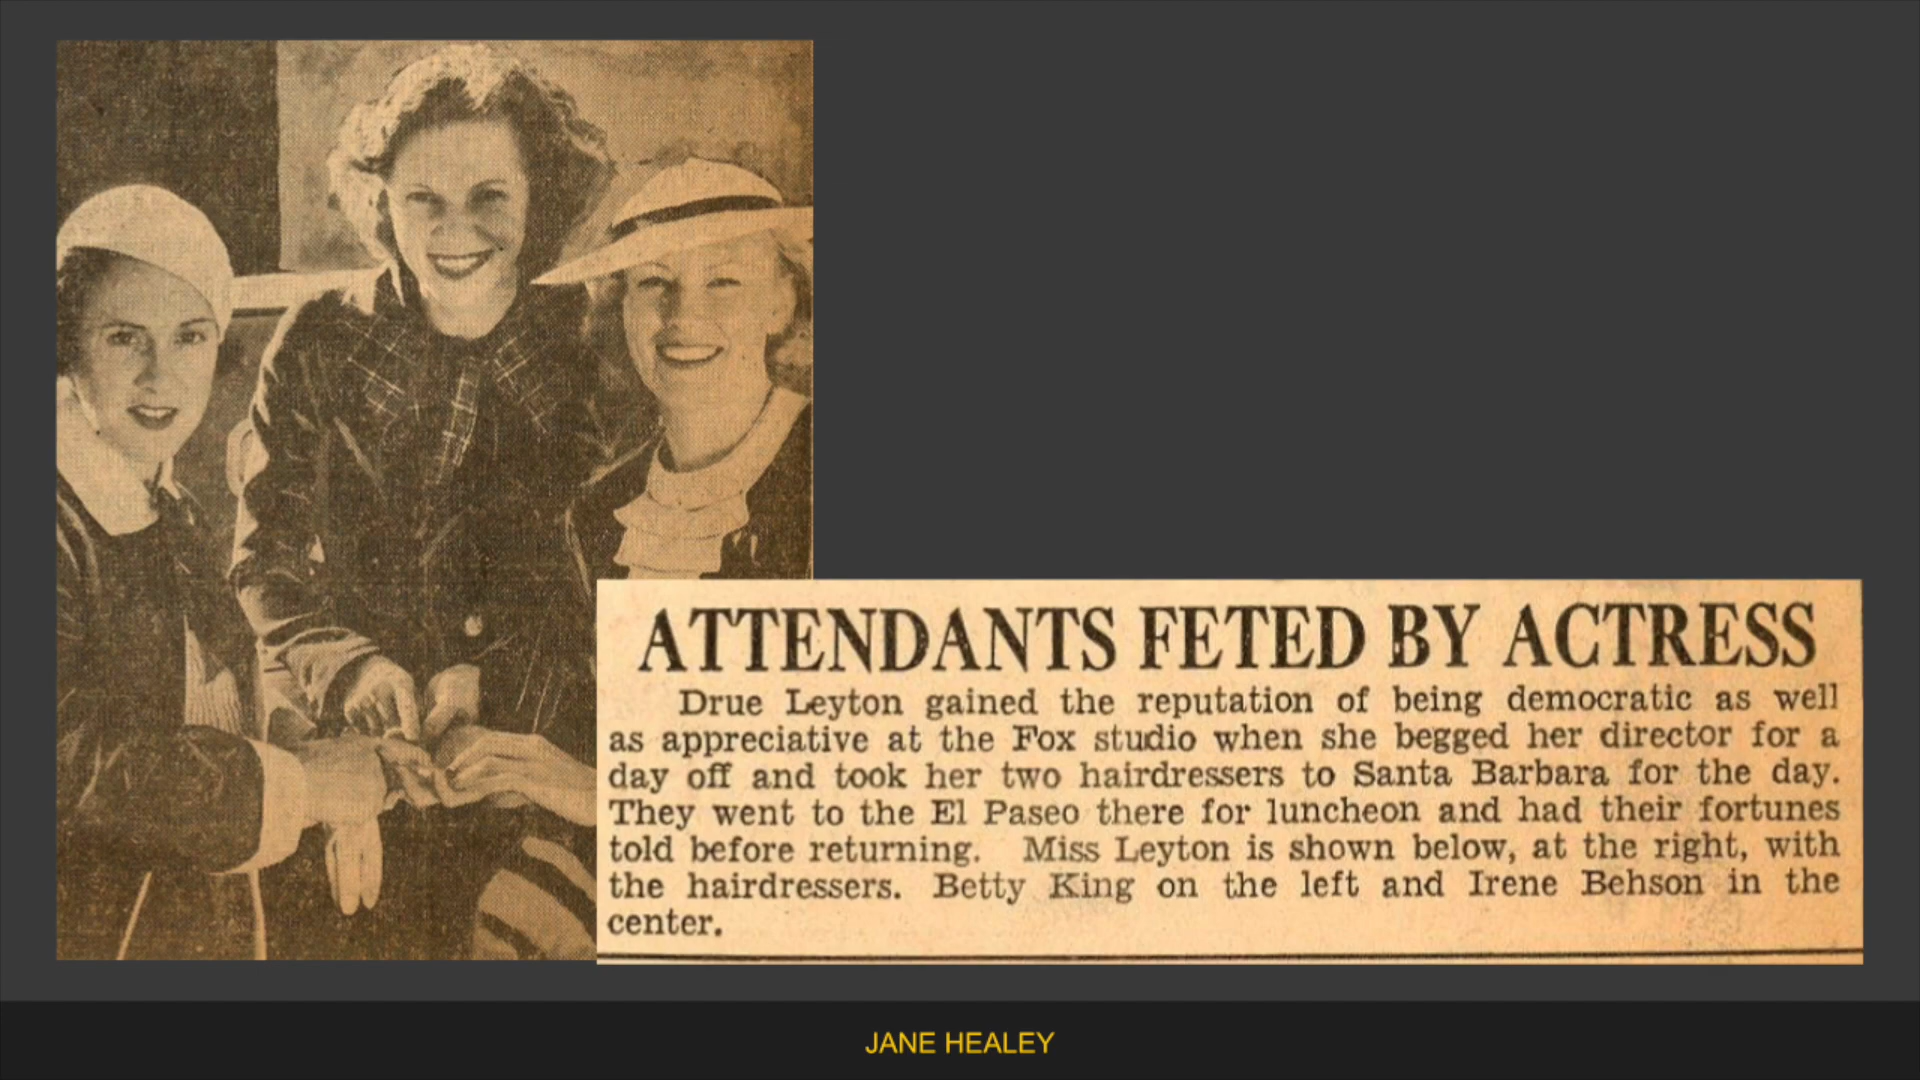 ATTENDANTS FETED BY ACTRESS
Drue Leyton gained the reputation of being democratic as well
as appreciative at the Fox studio when she begged her director for a
day off and took her two hairdressers to Santa Barbara for the day.
They went to the El Paseo there for luncheon and had their fortunes
told before returning. Miss Leyton is shown below, at the right, with
the hairdressers. Betty King on the left and Irene Behson in the
center.
JANE HEALEY